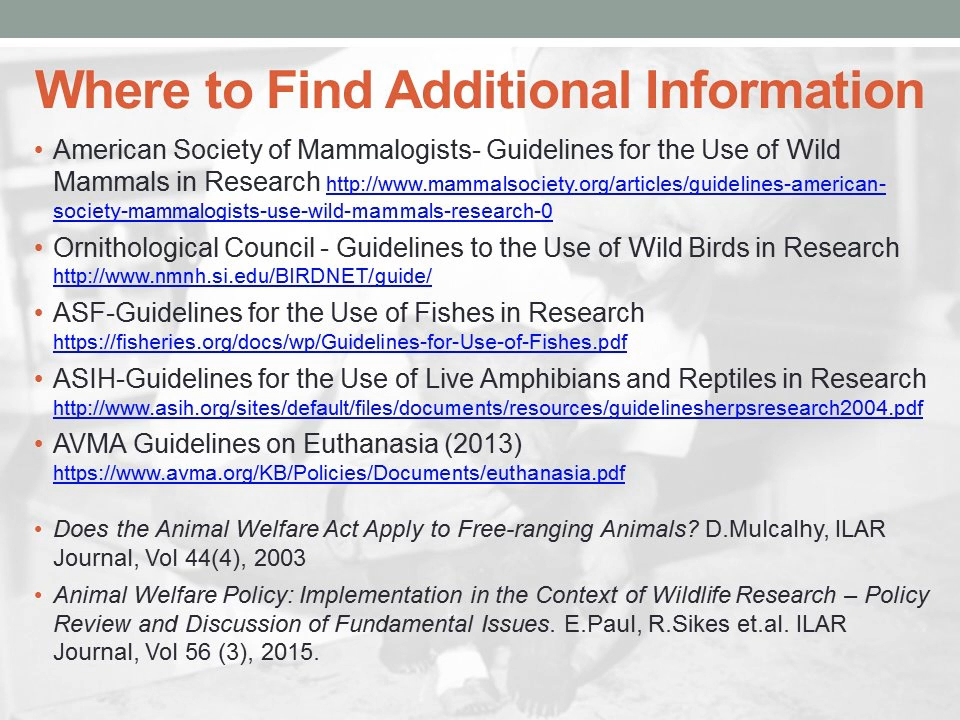 Where to Find Additional Information
• American Society of Mammalogists- Guidelines for the Use of Wild
Mammals in Research http://www.mammalsociety.org/articles/guidelines-american-
society-mammalogists-use-wild-mammals-research-0
• Ornithological Council - Guidelines to the Use of Wild Birds in Research
http://www.nmnh.si.edu/BIRDNET/guide/
• ASF-Guidelines for the Use of Fishes in Research
https://fisheries.org/docs/wp/Guidelines-for-Use-of-Fishes.pdf
• ASIH-Guidelines for the Use of Live Amphibians and Reptiles in Research
http://www.asih.org/sites/default/files/documents/resources/guidelinesherpsresearch2004.pdf
• AVMA Guidelines on Euthanasia (2013)
https://www.avma.org/KB/Policies/Documents/euthanasia.pdf
• Does the Animal Welfare Act Apply to Free-ranging Animals? D.Mulcalhy, ILAR
Journal, Vol 44(4), 2003
• Animal Welfare Policy: Implementation in the Context of Wildlife Research – Policy
Review and Discussion of Fundamental Issues. E.Paul, R.Sikes et.al. ILAR
Journal, Vol 56 (3), 2015.